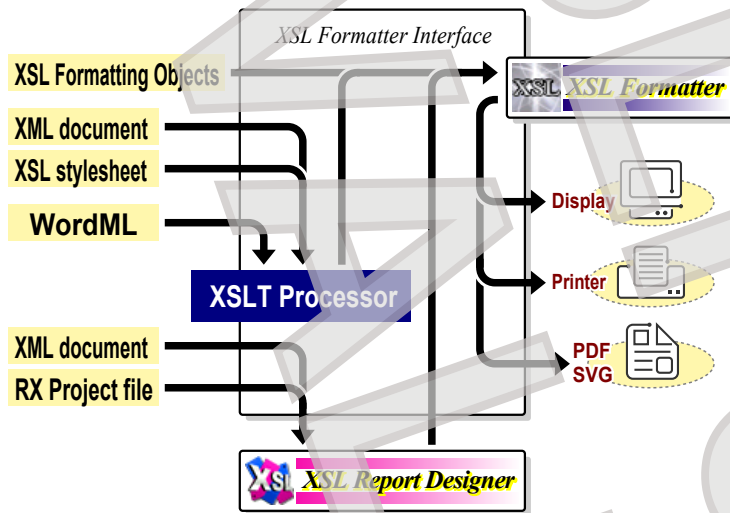 XSL Formatter Interface
XSL Formatting Objects
XSL XSL Formatter
XML document
XSL stylesheet
Display
WordML
Printer
XSLT Processor
XML document
PDF
SVG
RX Project file
XSL XSL Report Designer